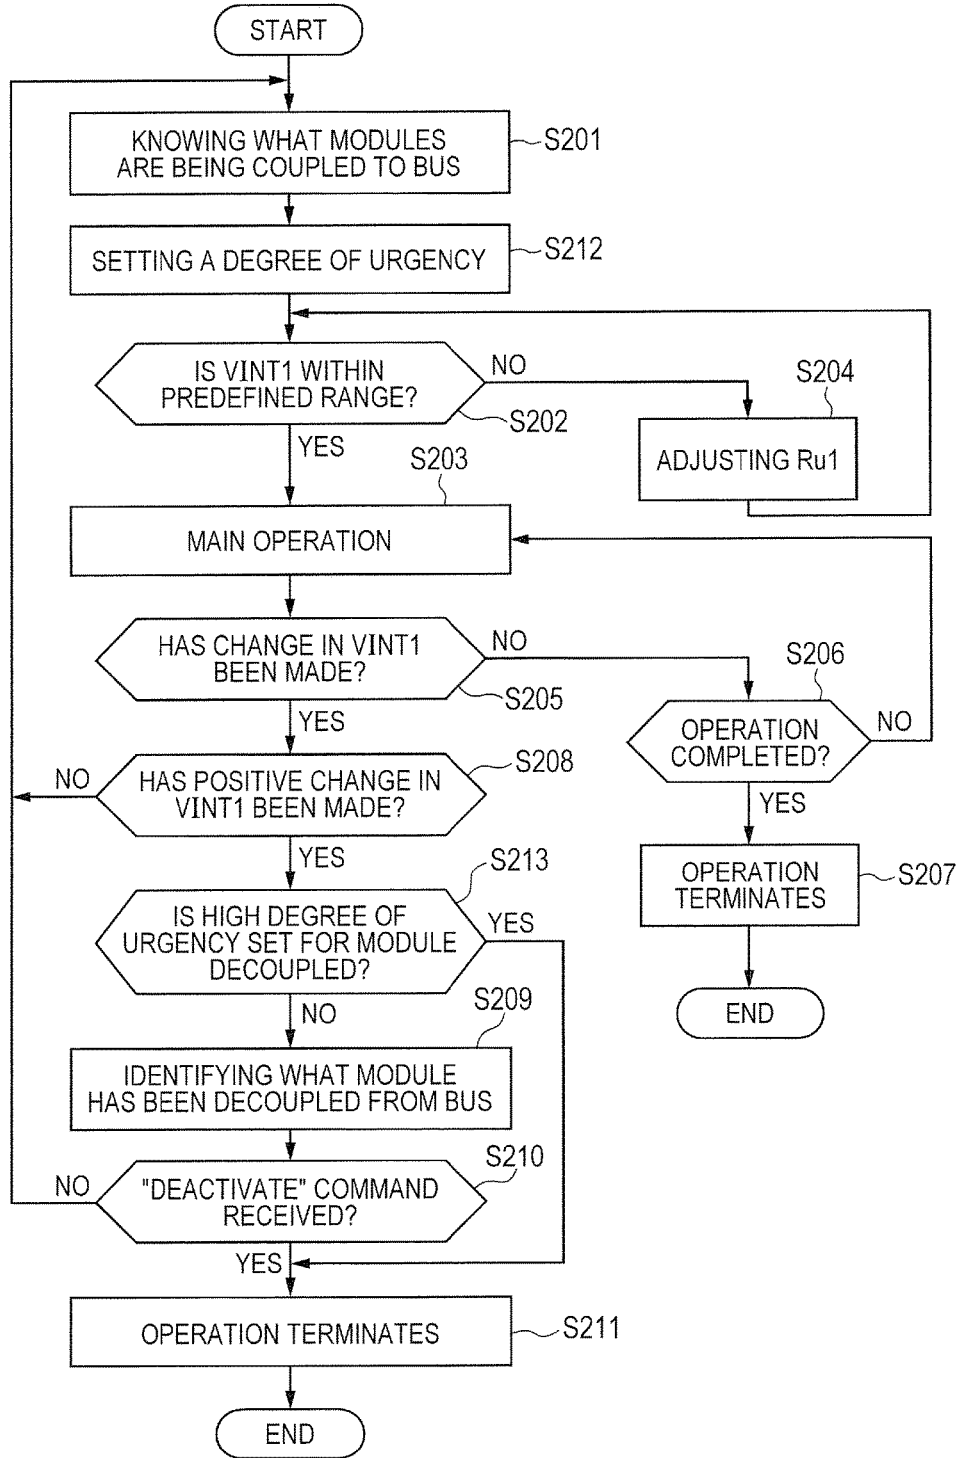 START
KNOWING WHAT MODULES
ARE BEING COUPLED TO BUS
S201
SETTING A DEGREE OF URGENCY
S212
IS VINT1 WITHIN
PREDEFINED RANGE?
S202
NO
YES
S204
ADJUSTING Ru1
S203
MAIN OPERATION
HAS CHANGE IN VINT1
BEEN MADE?
S205
NO
YES
S206
OPERATION
COMPLETED?
NO
YES
S208
HAS POSITIVE CHANGE IN
VINT1 BEEN MADE?
NO
YES
OPERATION
TERMINATES
S207
END
S213
IS HIGH DEGREE OF
URGENCY SET FOR MODULE
DECOUPLED?
YES
NO
S209
IDENTIFYING WHAT MODULE
HAS BEEN DECOUPLED FROM BUS
S210
"DEACTIVATE" COMMAND
RECEIVED?
NO
YES
OPERATION TERMINATES
S211
END